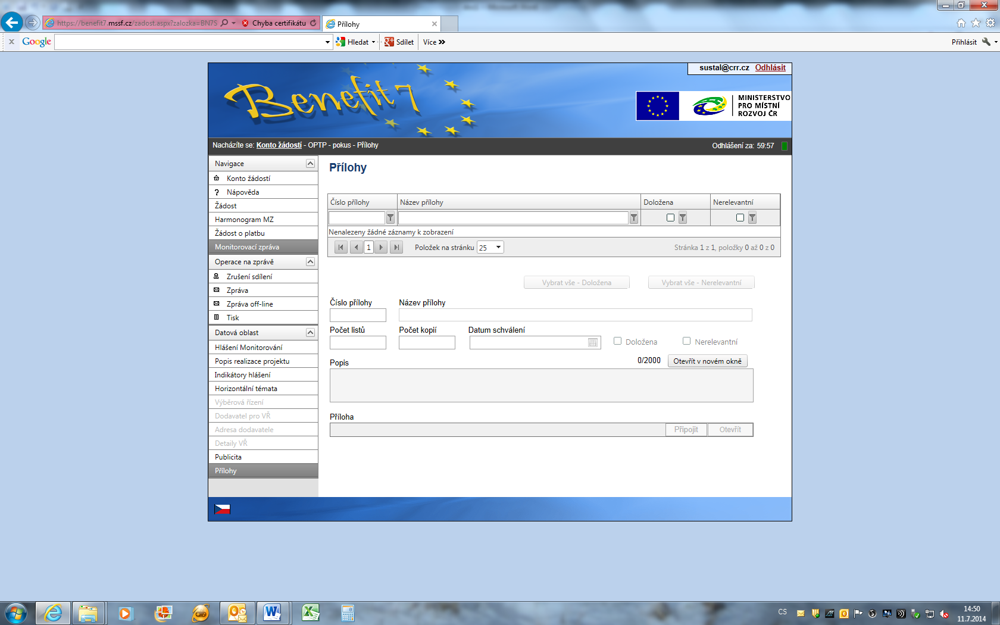 https://benefit7.mssf.cz/zadost.aspx?zalozka=BN7S
Chyba certifikátu
Přílohy
Google
Hledat
Sdílet
Více »
Přihlásit
sustal@crr.cz Odhlásit
Benefit 7
MINISTERSTVO
PRO MÍSTNÍ
ROZVOJ ČR
Nacházíte se: Konto žádostí - OPTP - pokus - Přílohy
Odhlášení za: 59:57
Navigace
Konto žádostí
? Nápověda
Žádost
Harmonogram MZ
Žádost o platbu
Monitorovací zpráva
Operace na zprávě
Zrušení sdílení
Zpráva
Zpráva off-line
Tisk
Datová oblast
Hlášení Monitorování
Popis realizace projektu
Indikátory hlášení
Horizontální témata
Výběrová řízení
Dodavatel pro VŘ
Adresa dodavatele
Detaily VŘ
Publicita
Přílohy
Přílohy
Číslo přílohy Název přílohy Doložena Nerelevantní
Nenalezeny žádné záznamy k zobrazení
1 Položek na stránku 25 Stránka 1 z 1, položky 0 až 0 z 0
Vybrat vše - Doložena Vybrat vše - Nerelevantní
Číslo přílohy Název přílohy
Počet listů Počet kopií Datum schválení
Doložena Nerelevantní
Popis 0/2000 Otevřít v novém okně
Příloha
Připojit Otevřít
CS
14:50
11.7.2014